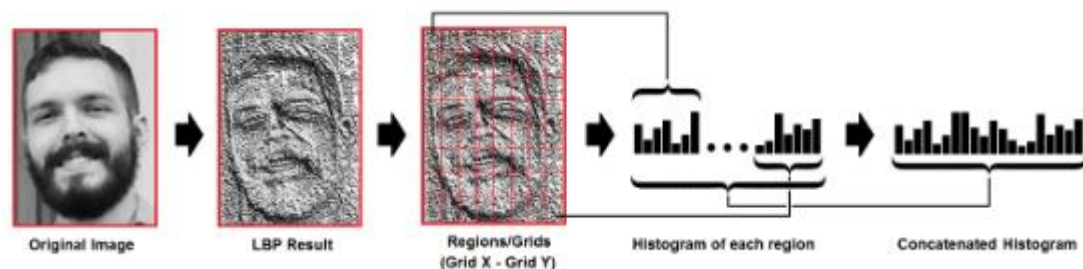 Original Image
LBP Result
Regions/Grids
(Grid X - Grid Y)
Histogram of each region
Concatenated Histogram